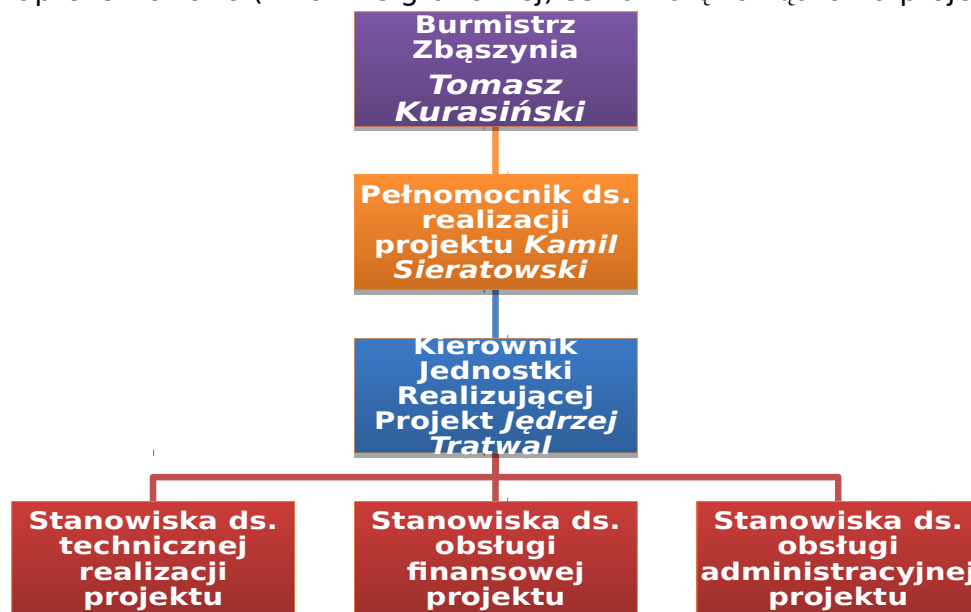 Burmistrz
Zbąszynia
Tomasz
Kurasiński
Pełnomocnik ds.
realizacji
projektu Kamil
Sieratowski
Kierownik
Jednostki
Realizującej
Projekt Jędrzej
Tratwal
Stanowiska ds.
technicznej
realizacji
projektu
Stanowiska ds.
obsługi
finansowej
projektu
Stanowiska ds.
obsługi
administracyjnej
projektu